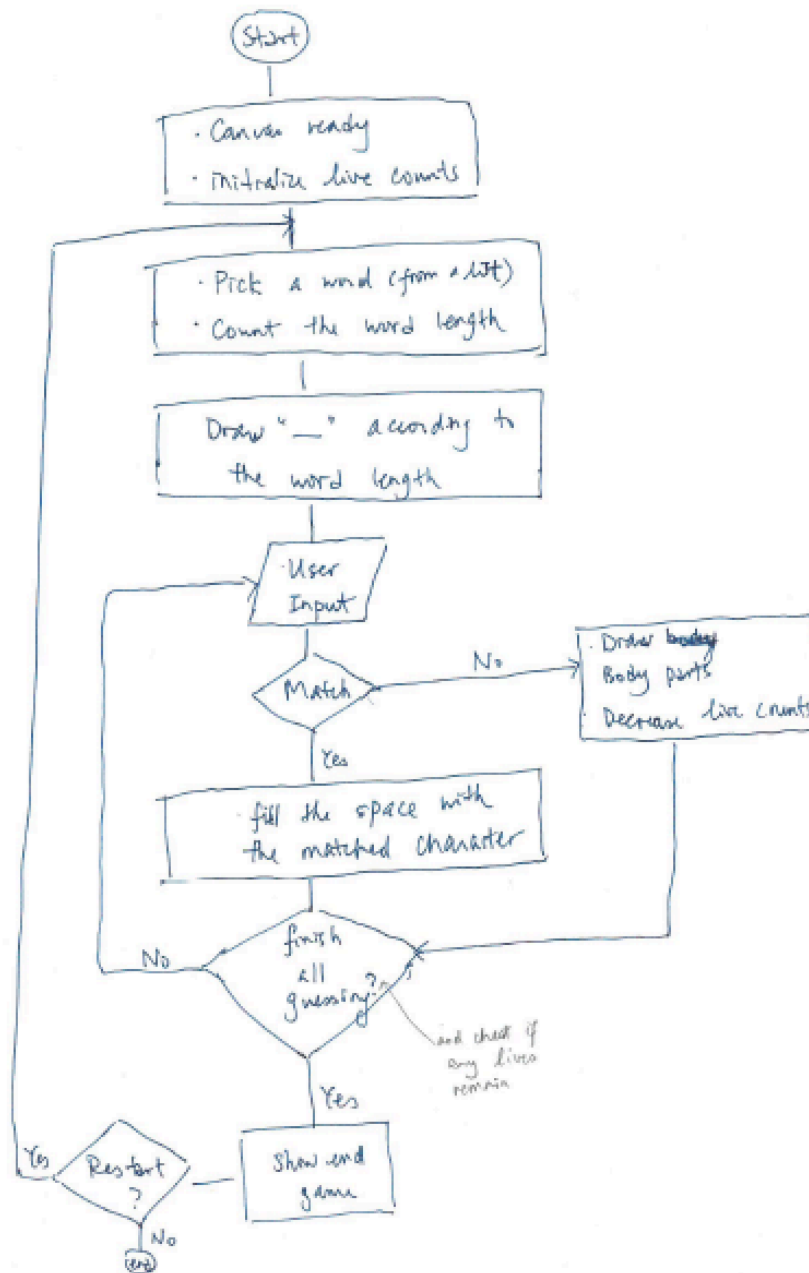 Start
· Canvas ready
· initialize live counts
· Pick a word (from a list)
· Count the word length
Draw "__" according to
the word length
· User
Input
Match
No
· Draw
Body parts
· Decrease live counts
Yes
· fill the space with
the matched character
finish
all
guessing?
No
and check if
any lives
remain
Yes
Show end
game
Restart
?
Yes
No
end